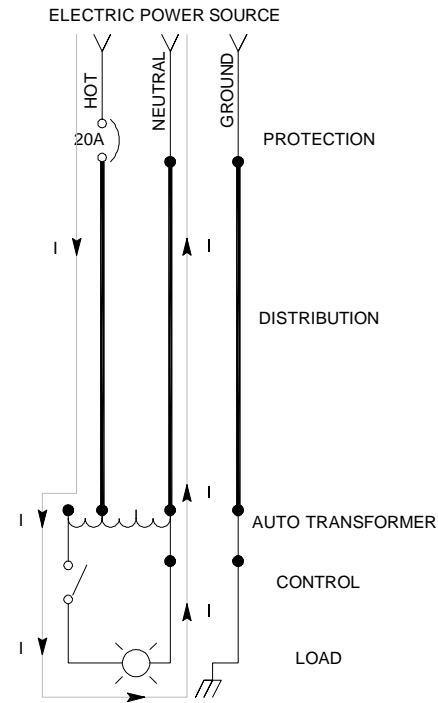 ELECTRIC POWER SOURCE
HOT
NEUTRAL
GROUND
20A
PROTECTION
I
I
DISTRIBUTION
I
I
AUTO TRANSFORMER
CONTROL
I
I
LOAD